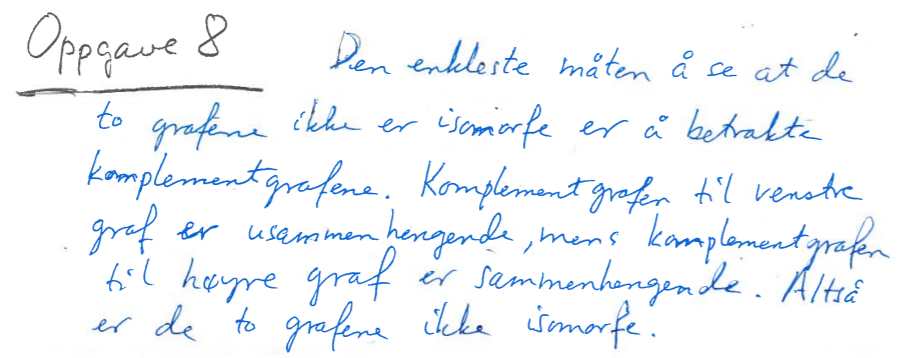 Oppgave 8 Den enkleste måten å se at de
to grafene ikke er isomorfe er å betrakte
komplementgrafene. Komplementgrafen til venstre
graf er usammenhengende, mens komplementgrafen
til høyre graf er sammenhengende. Altså
er de to grafene ikke isomorfe.